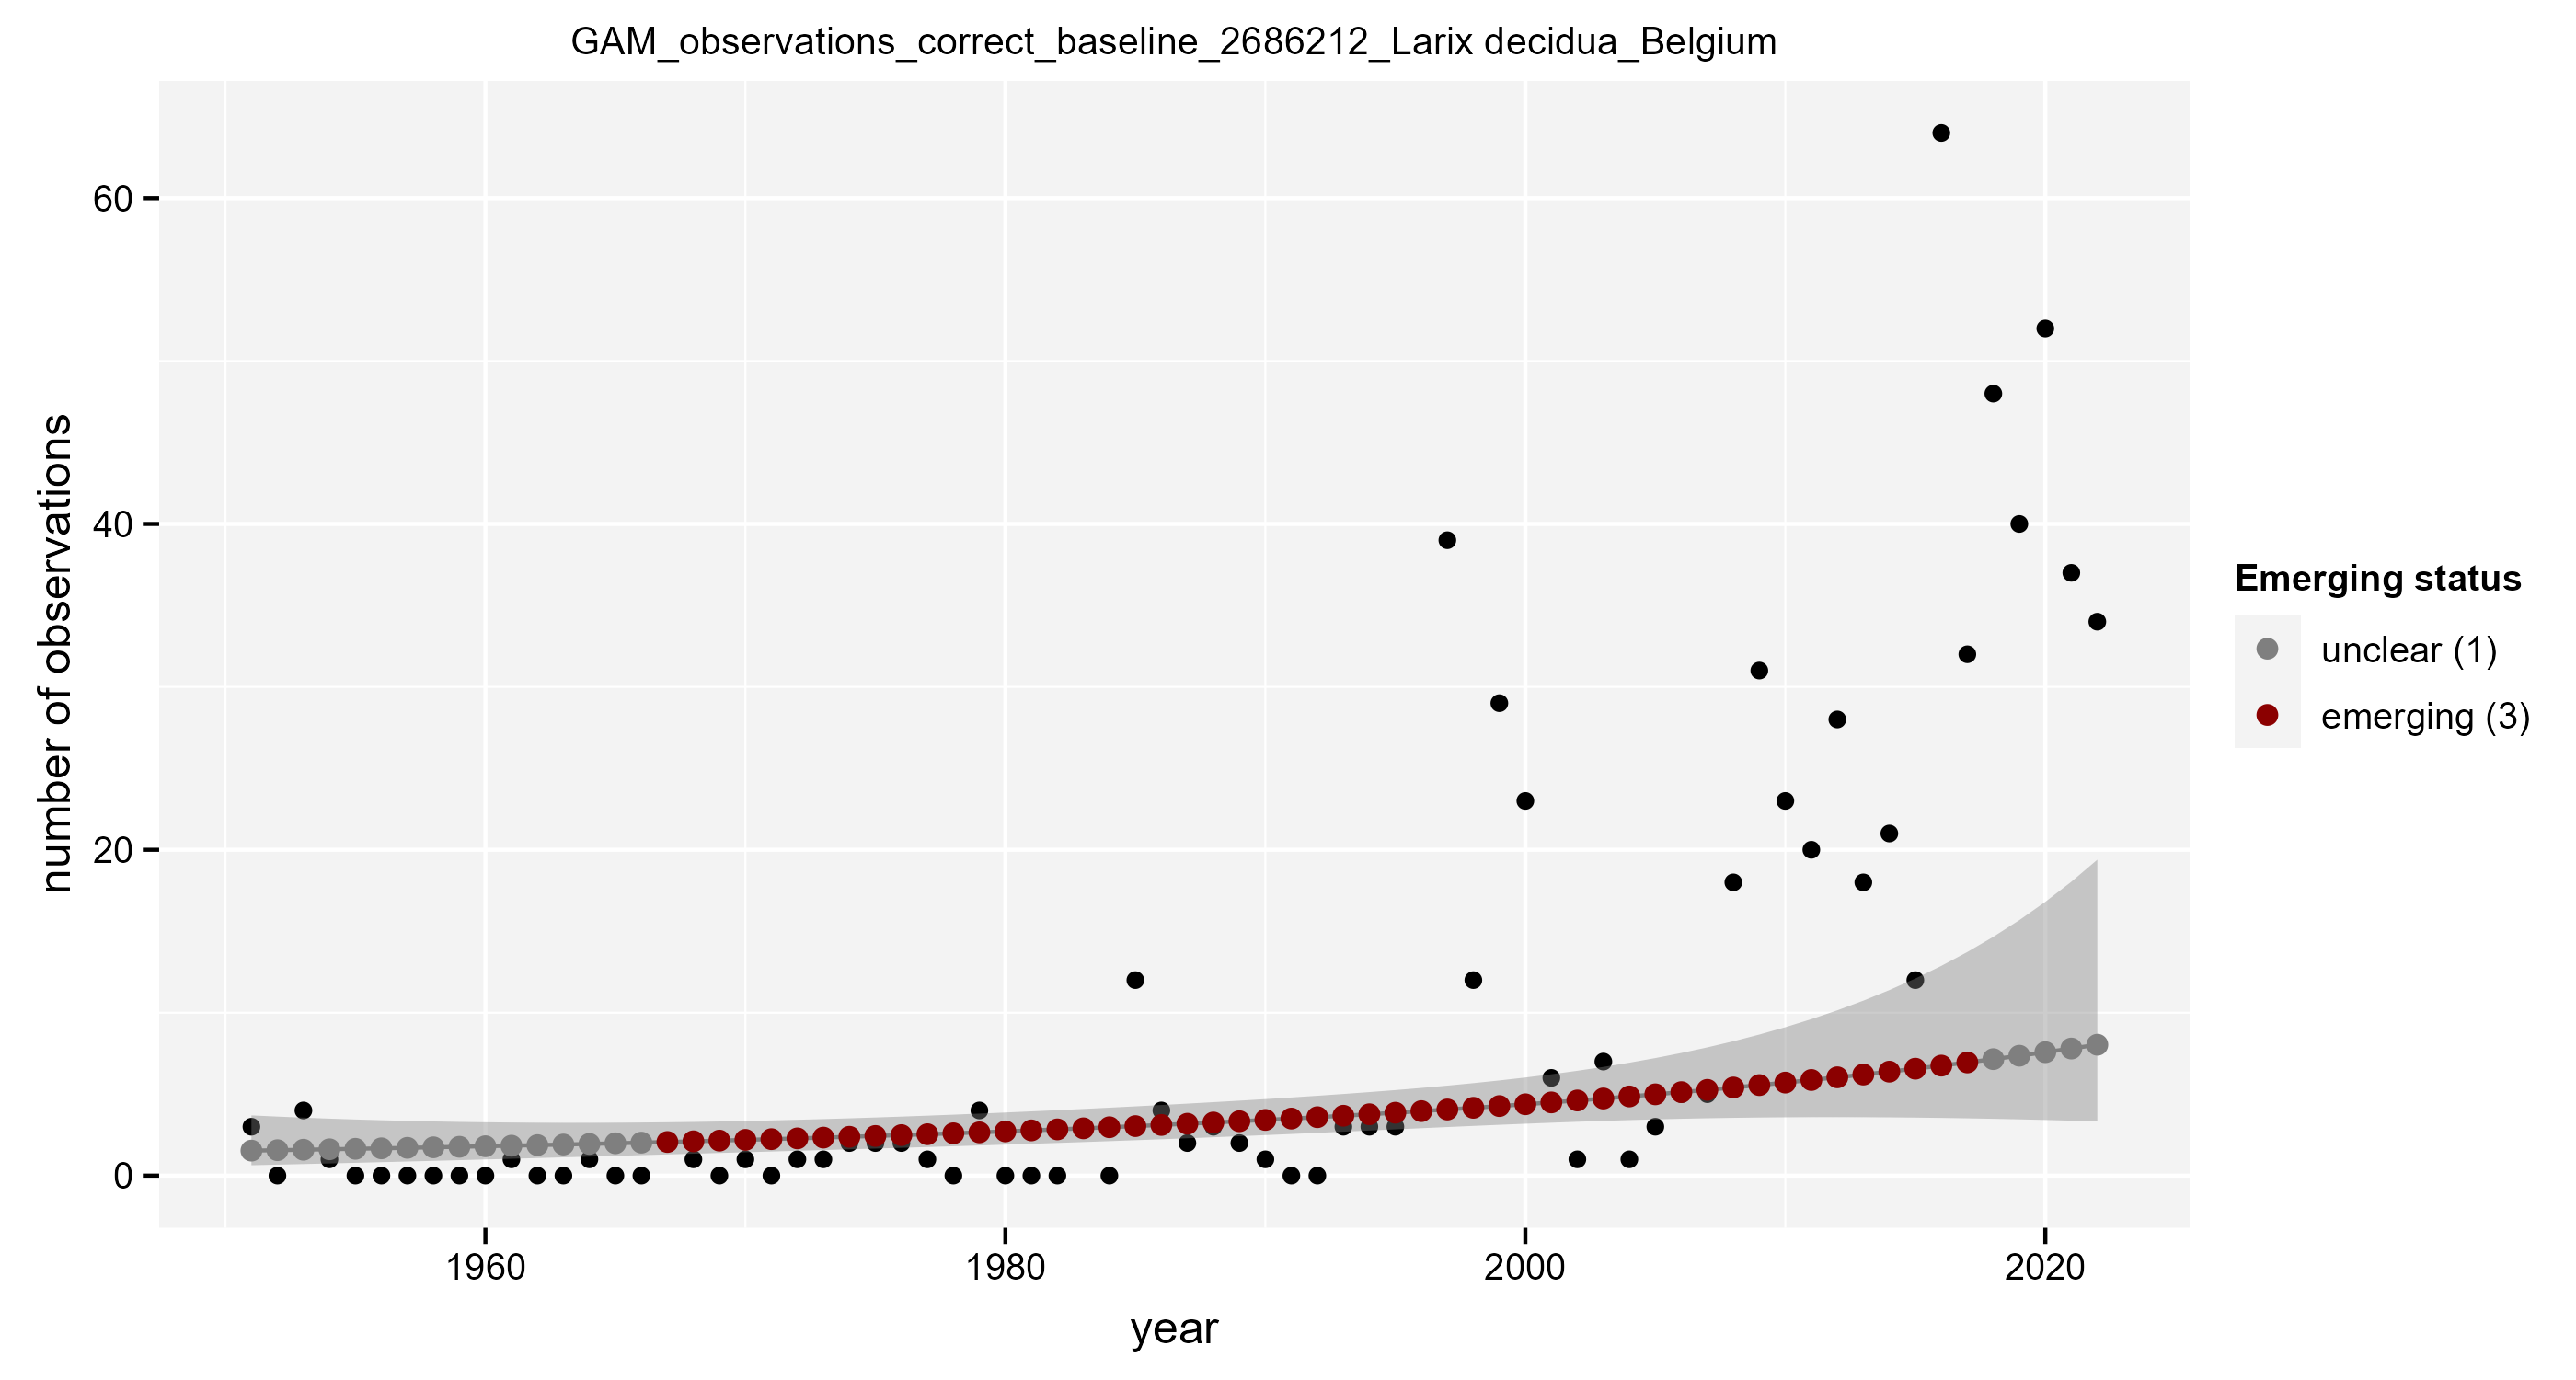 GAM_observations_correct_baseline_2686212_Larix decidua_Belgium
number of observations
60
40
20
0
1960
1980
2000
2020
year
Emerging status
unclear (1)
emerging (3)